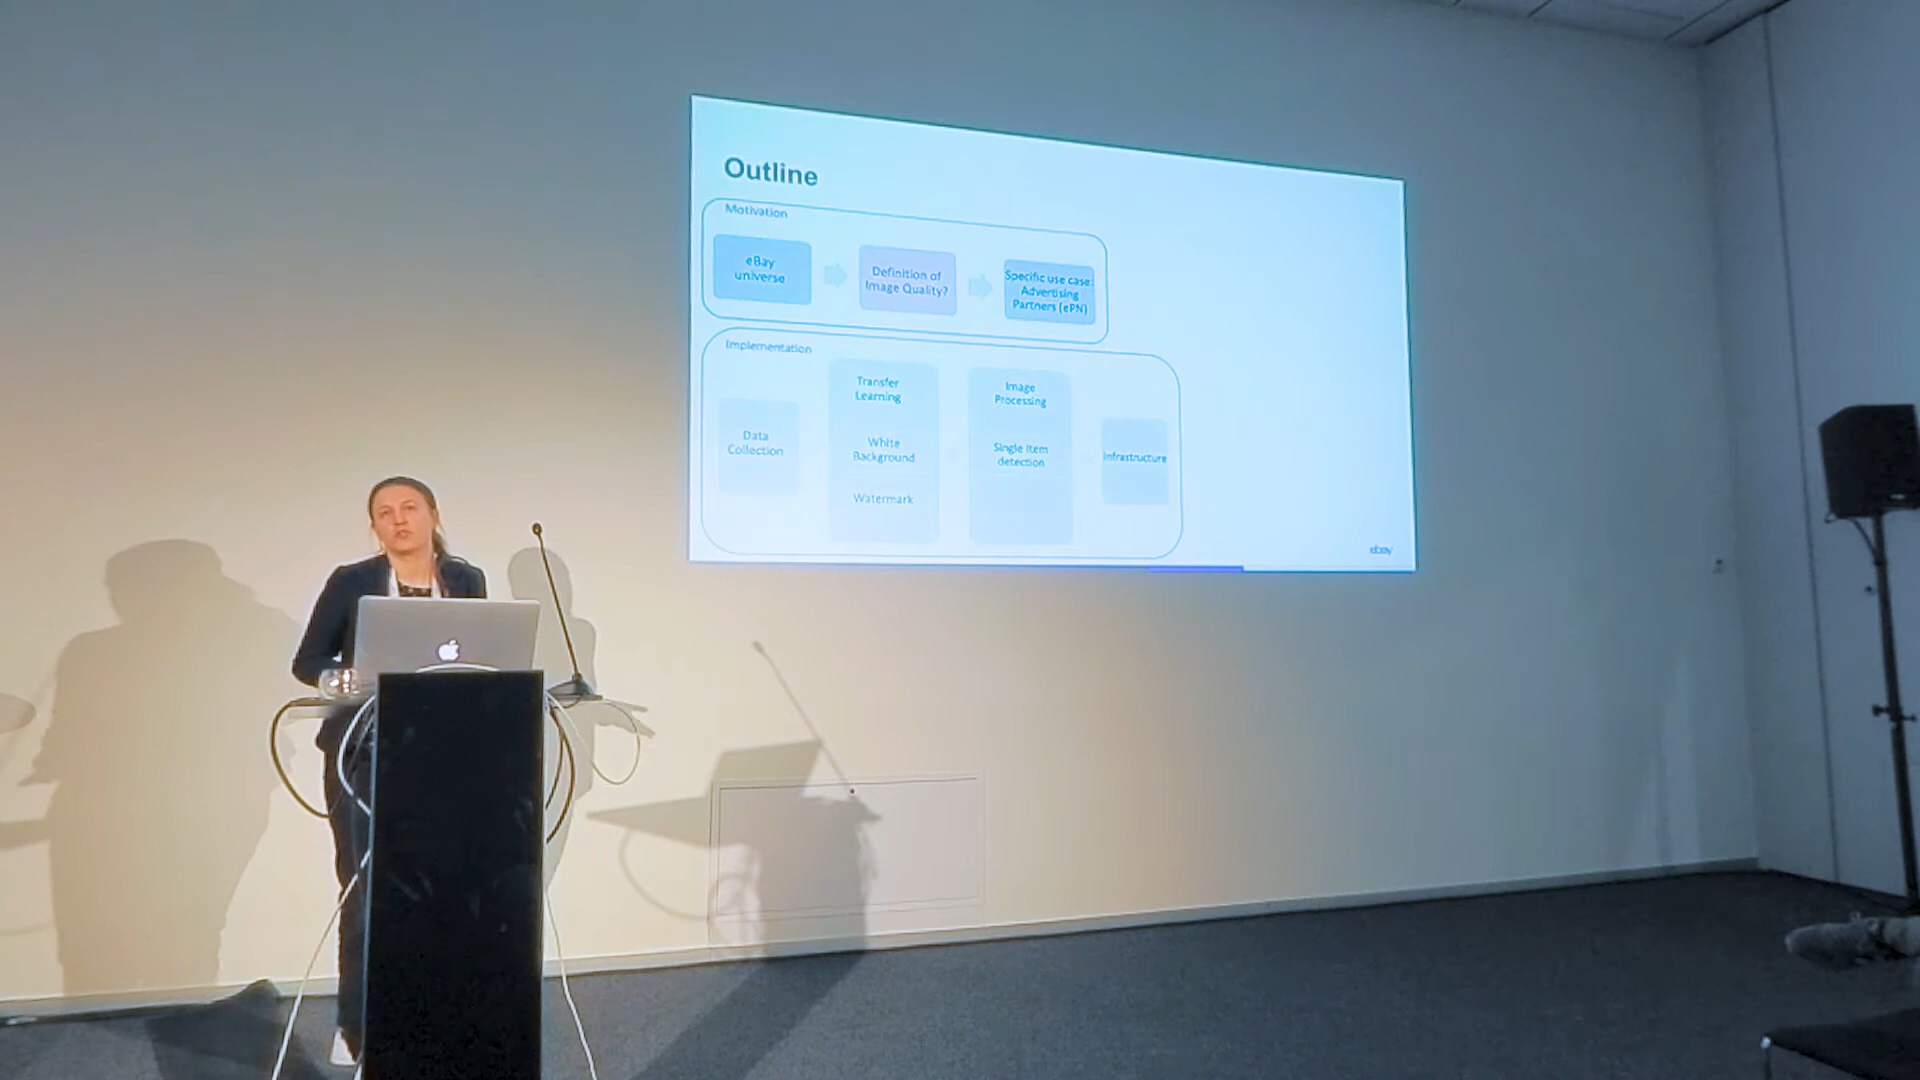 Outline
Motivation
eBay
universe
Definition of
Image Quality?
Specific use case:
Advertising
Partners (ePN)
Implementation
Data
Collection
Transfer
Learning
White
Background
Watermark
Image
Processing
Single item
detection
Infrastructure
ebay